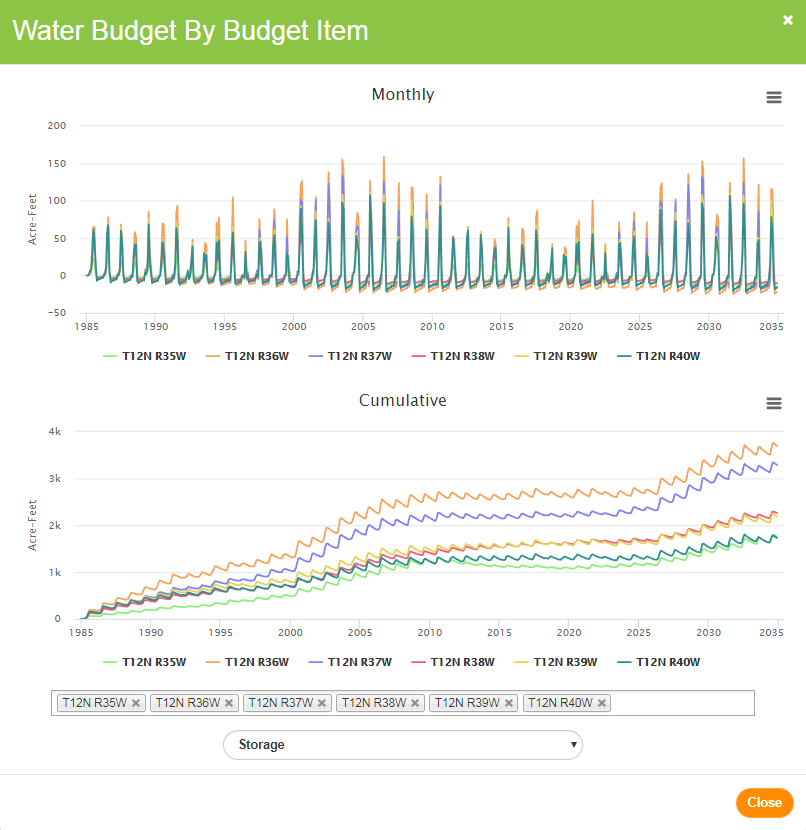 Water Budget By Budget Item ×
Monthly
Acre-Feet
200
150
100
50
0
−50
1985 1990 1995 2000 2005 2010 2015 2020 2025 2030 2035
T12N R35W T12N R36W T12N R37W T12N R38W T12N R39W T12N R40W
Cumulative
Acre-Feet
4k
3k
2k
1k
0
1985 1990 1995 2000 2005 2010 2015 2020 2025 2030 2035
T12N R35W T12N R36W T12N R37W T12N R38W T12N R39W T12N R40W
T12N R35W × T12N R36W × T12N R37W × T12N R38W × T12N R39W × T12N R40W ×
Storage
Close